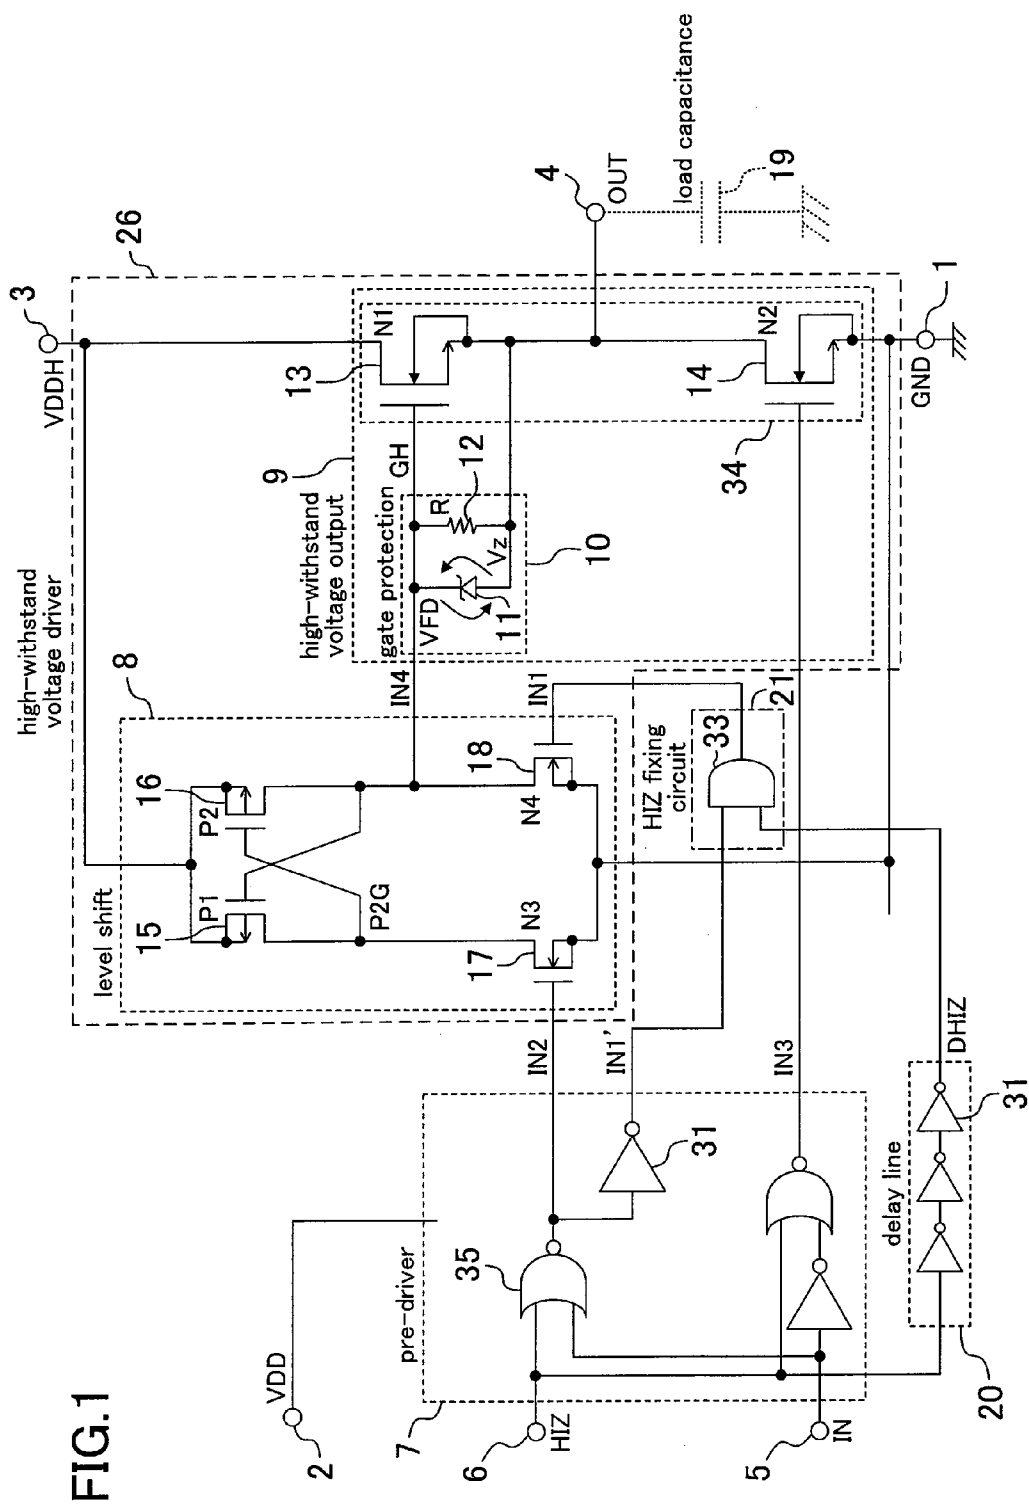 FIG.1
VDD
2
7
pre-driver
6
HIZ
5
IN
35
31
20
delay line
31
DHIZ
IN2
IN1’
IN3
high-withstand
voltage driver
level shift
8
15
P1
16
P2
P2G
17
N3
N4
18
IN4
IN1
HIZ fixing
circuit
33
21
high-withstand
voltage output
9
gate protection
VFD
Vz
11
R
12
10
GH
13
N1
14
N2
34
VDDH
3
26
GND
1
4
OUT
load capacitance
19